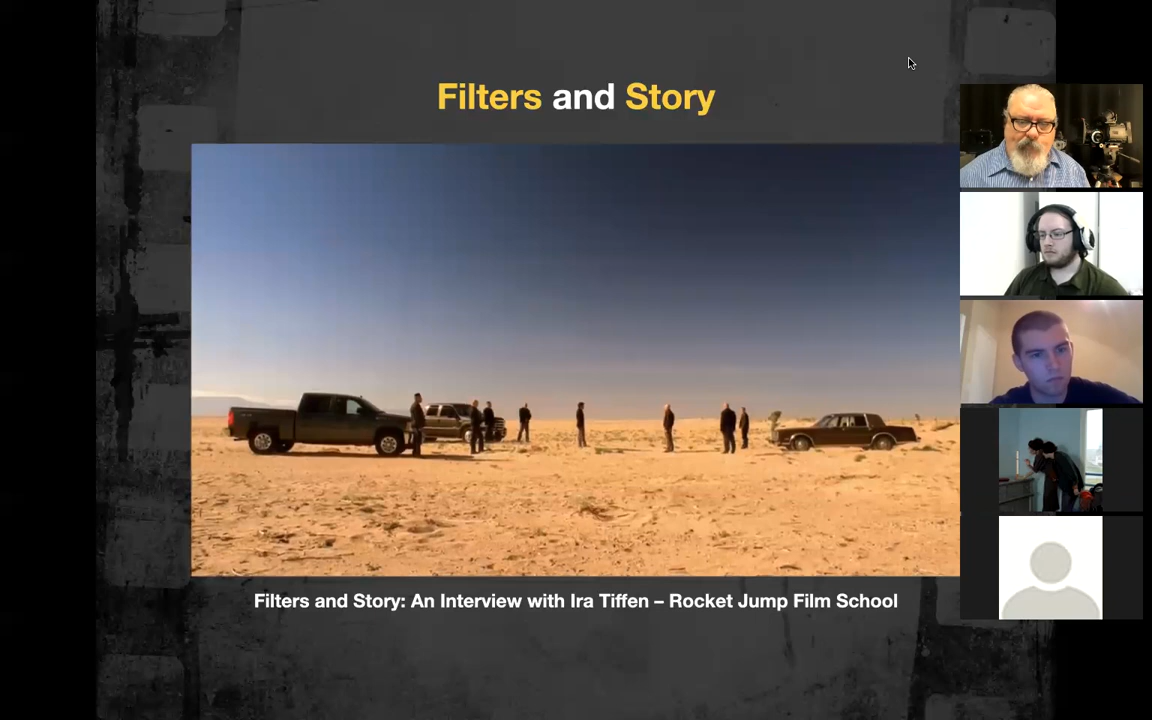 Filters and Story
Filters and Story: An Interview with Ira Tiffen – Rocket Jump Film School